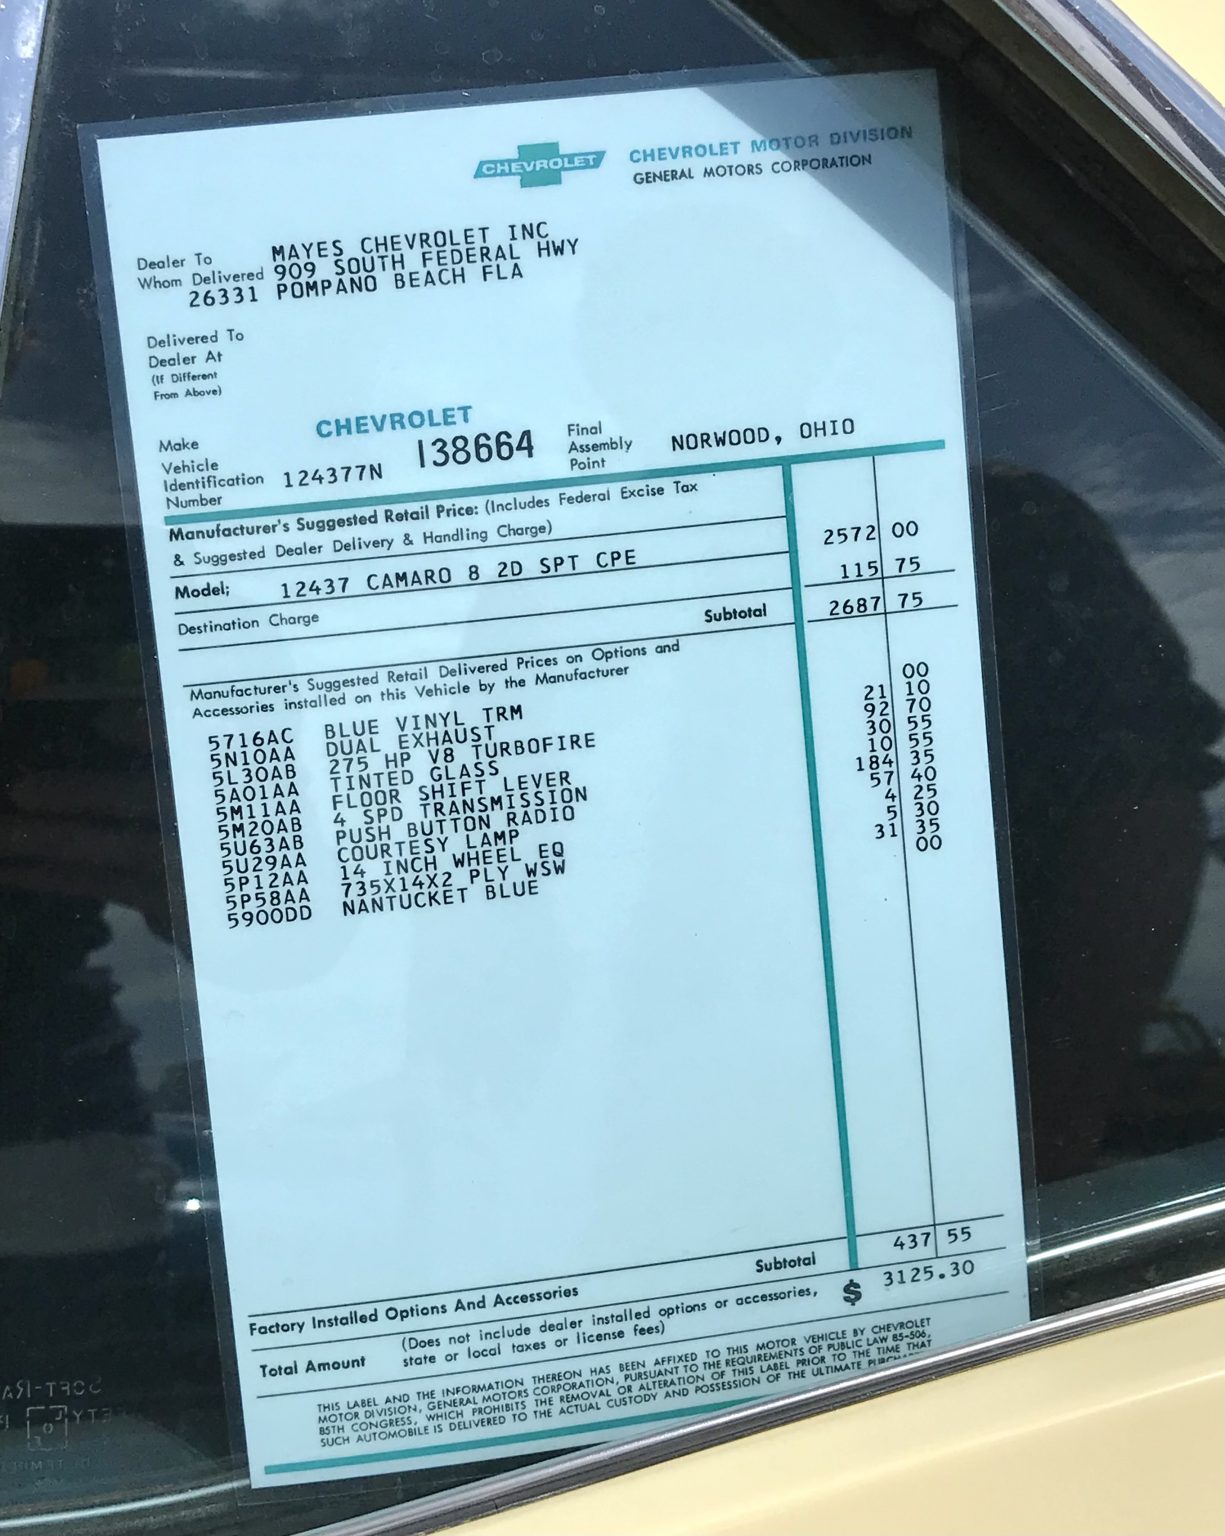 CHEVROLET
CHEVROLET MOTOR DIVISION
GENERAL MOTORS CORPORATION
Dealer To
Whom Delivered
MAYES CHEVROLET INC
909 SOUTH FEDERAL HWY
26331 POMPANO BEACH FLA
Delivered To
Dealer At
(If Different
From Above)
Make CHEVROLET
Vehicle
Identification
Number
124377N 138664
Final
Assembly
Point
NORWOOD, OHIO
Manufacturer's Suggested Retail Price: (Includes Federal Excise Tax
& Suggested Dealer Delivery & Handling Charge)
Model; 12437 CAMARO 8 2D SPT CPE 2572 00
Destination Charge 115 75
Subtotal 2687 75
Manufacturer's Suggested Retail Delivered Prices on Options and
Accessories installed on this Vehicle by the Manufacturer
5716AC BLUE VINYL TRM 00
5N10AA DUAL EXHAUST 21 10
5L30AB 275 HP V8 TURBOFIRE 92 70
5A01AA TINTED GLASS 30 55
5M11AA FLOOR SHIFT LEVER 10 55
5M20AB 4 SPD TRANSMISSION 184 35
5U63AB PUSH BUTTON RADIO 57 40
5U29AA COURTESY LAMP 4 25
5P12AA 14 INCH WHEEL EQ 5 30
5P58AA 735X14X2 PLY WSW 31 35
5900DD NANTUCKET BLUE 00
Factory Installed Options And Accessories Subtotal 437 55
Total Amount (Does not include dealer installed options or accessories,
state or local taxes or license fees) $ 3125.30
THIS LABEL AND THE INFORMATION THEREON HAS BEEN AFFIXED TO THIS MOTOR VEHICLE BY CHEVROLET
MOTOR DIVISION, GENERAL MOTORS CORPORATION, PURSUANT TO THE REQUIREMENTS OF PUBLIC LAW 85-506,
85TH CONGRESS, WHICH PROHIBITS THE REMOVAL OR ALTERATION OF THIS LABEL PRIOR TO THE TIME THAT
SUCH AUTOMOBILE IS DELIVERED TO THE ACTUAL CUSTODY AND POSSESSION OF THE ULTIMATE